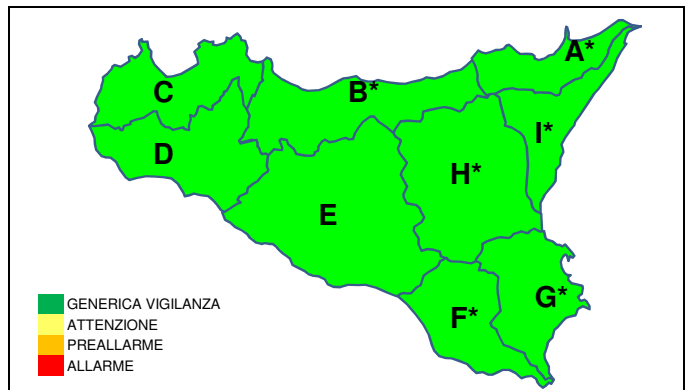 A*
C
B*
I*
D
H*
E
G*
F*
GENERICA VIGILANZA
ATTENZIONE
PREALLARME
ALLARME